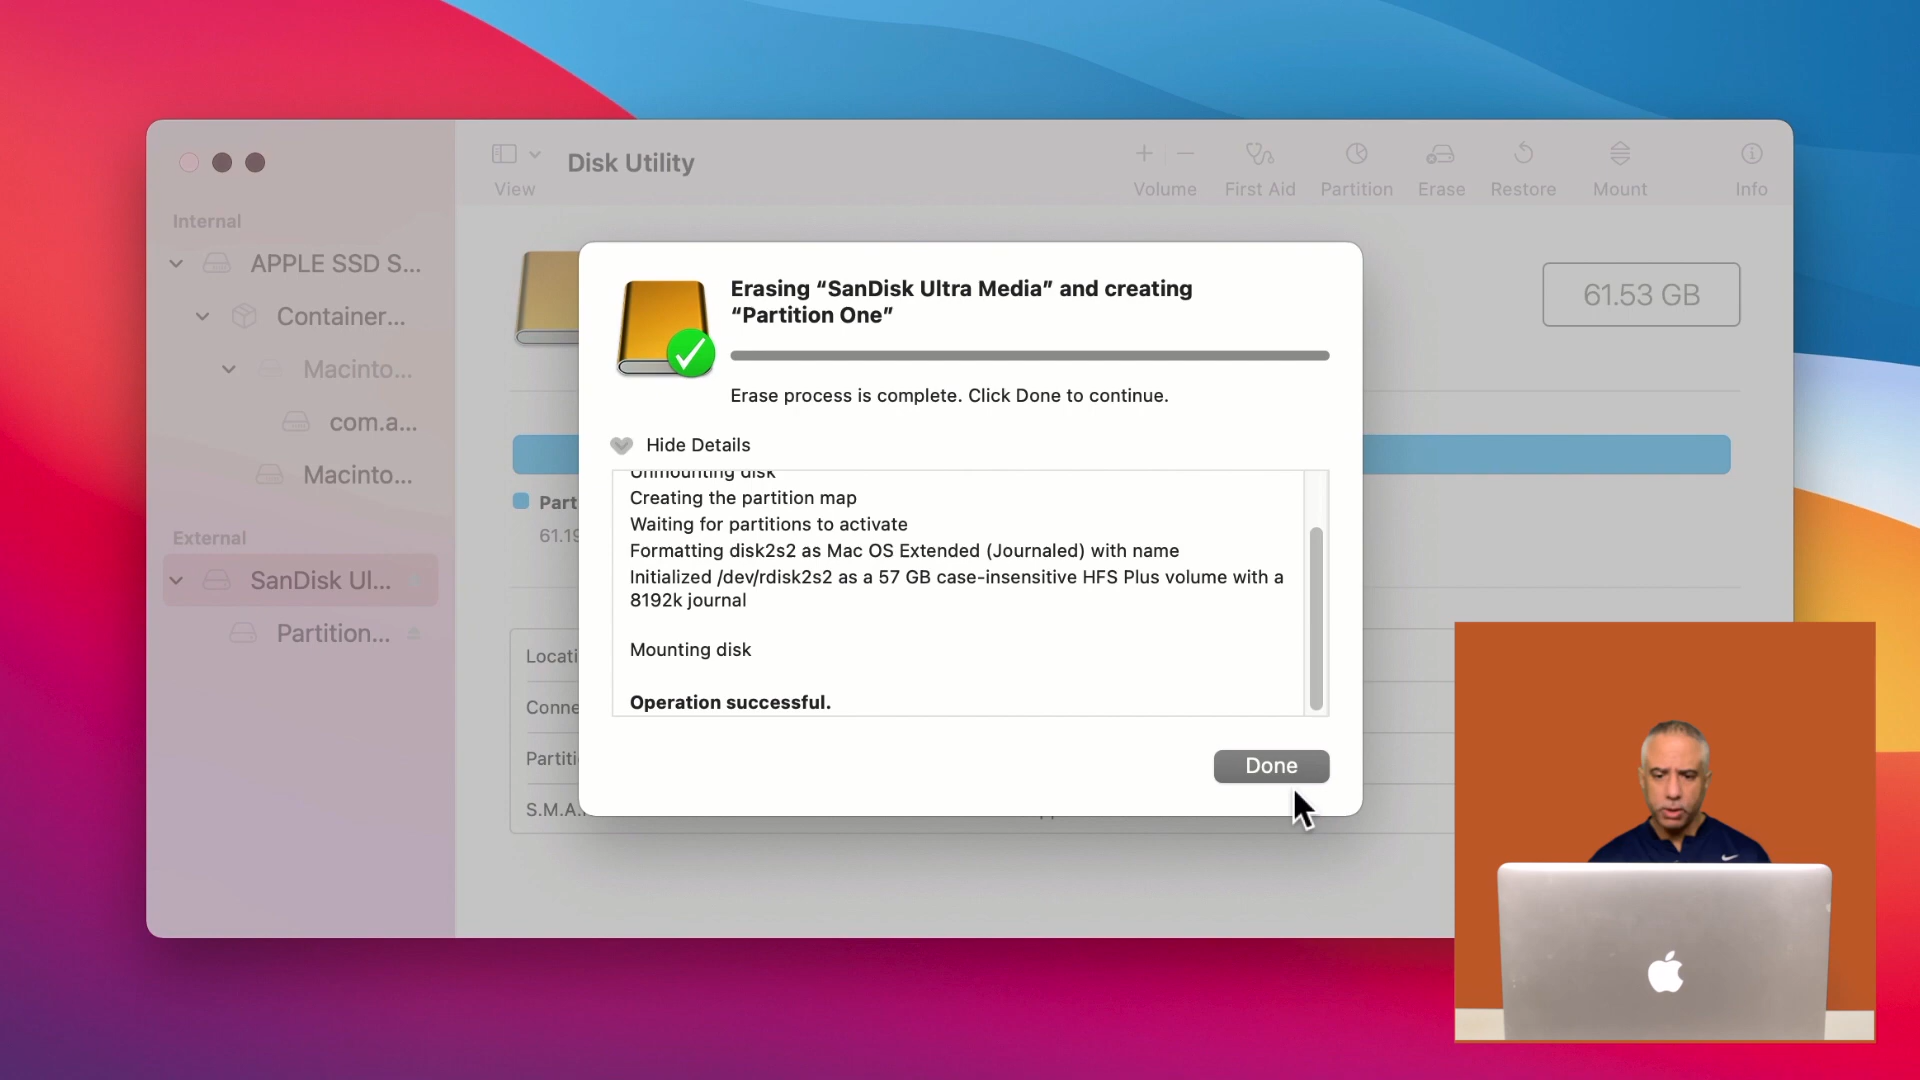 Disk Utility
View
Volume
First Aid
Partition
Erase
Restore
Mount
Info
Internal
APPLE SSD S...
Container...
Macinto...
com.a...
Macinto...
External
SanDisk Ul...
Partition...
61.53 GB
Part
61.19
Locati
Conne
Partiti
S.M.A.
Erasing “SanDisk Ultra Media” and creating
“Partition One”
Erase process is complete. Click Done to continue.
Hide Details
Unmounting disk
Creating the partition map
Waiting for partitions to activate
Formatting disk2s2 as Mac OS Extended (Journaled) with name
Initialized /dev/rdisk2s2 as a 57 GB case-insensitive HFS Plus volume with a
8192k journal
Mounting disk
Operation successful.
Done